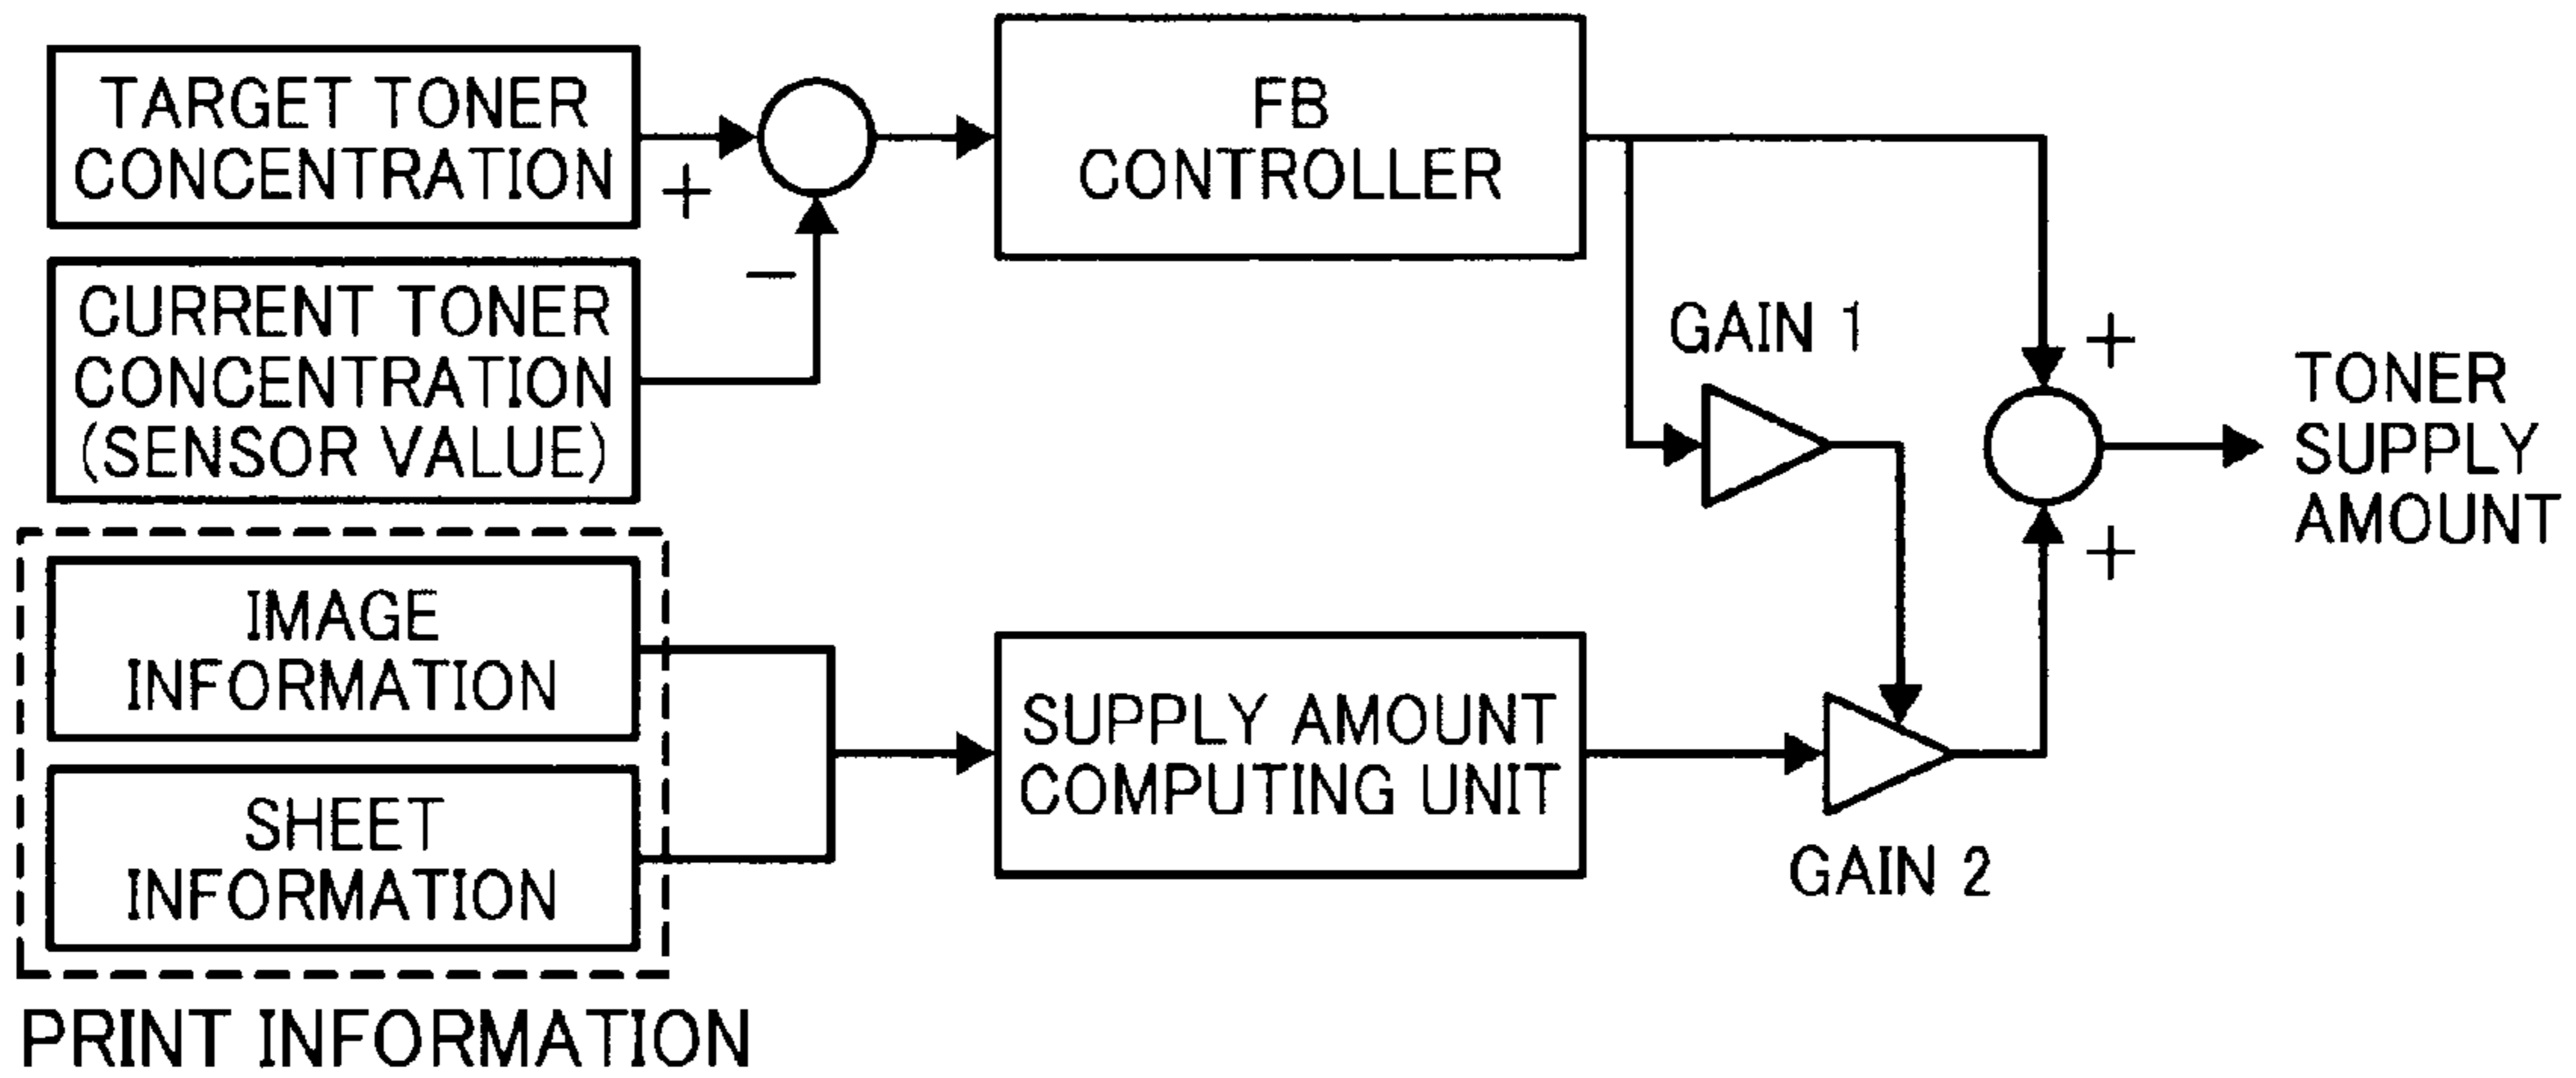 TARGET TONER
CONCENTRATION
+
−
CURRENT TONER
CONCENTRATION
(SENSOR VALUE)
FB
CONTROLLER
GAIN 1
+
+
TONER
SUPPLY
AMOUNT
IMAGE
INFORMATION
SHEET
INFORMATION
PRINT INFORMATION
SUPPLY AMOUNT
COMPUTING UNIT
GAIN 2